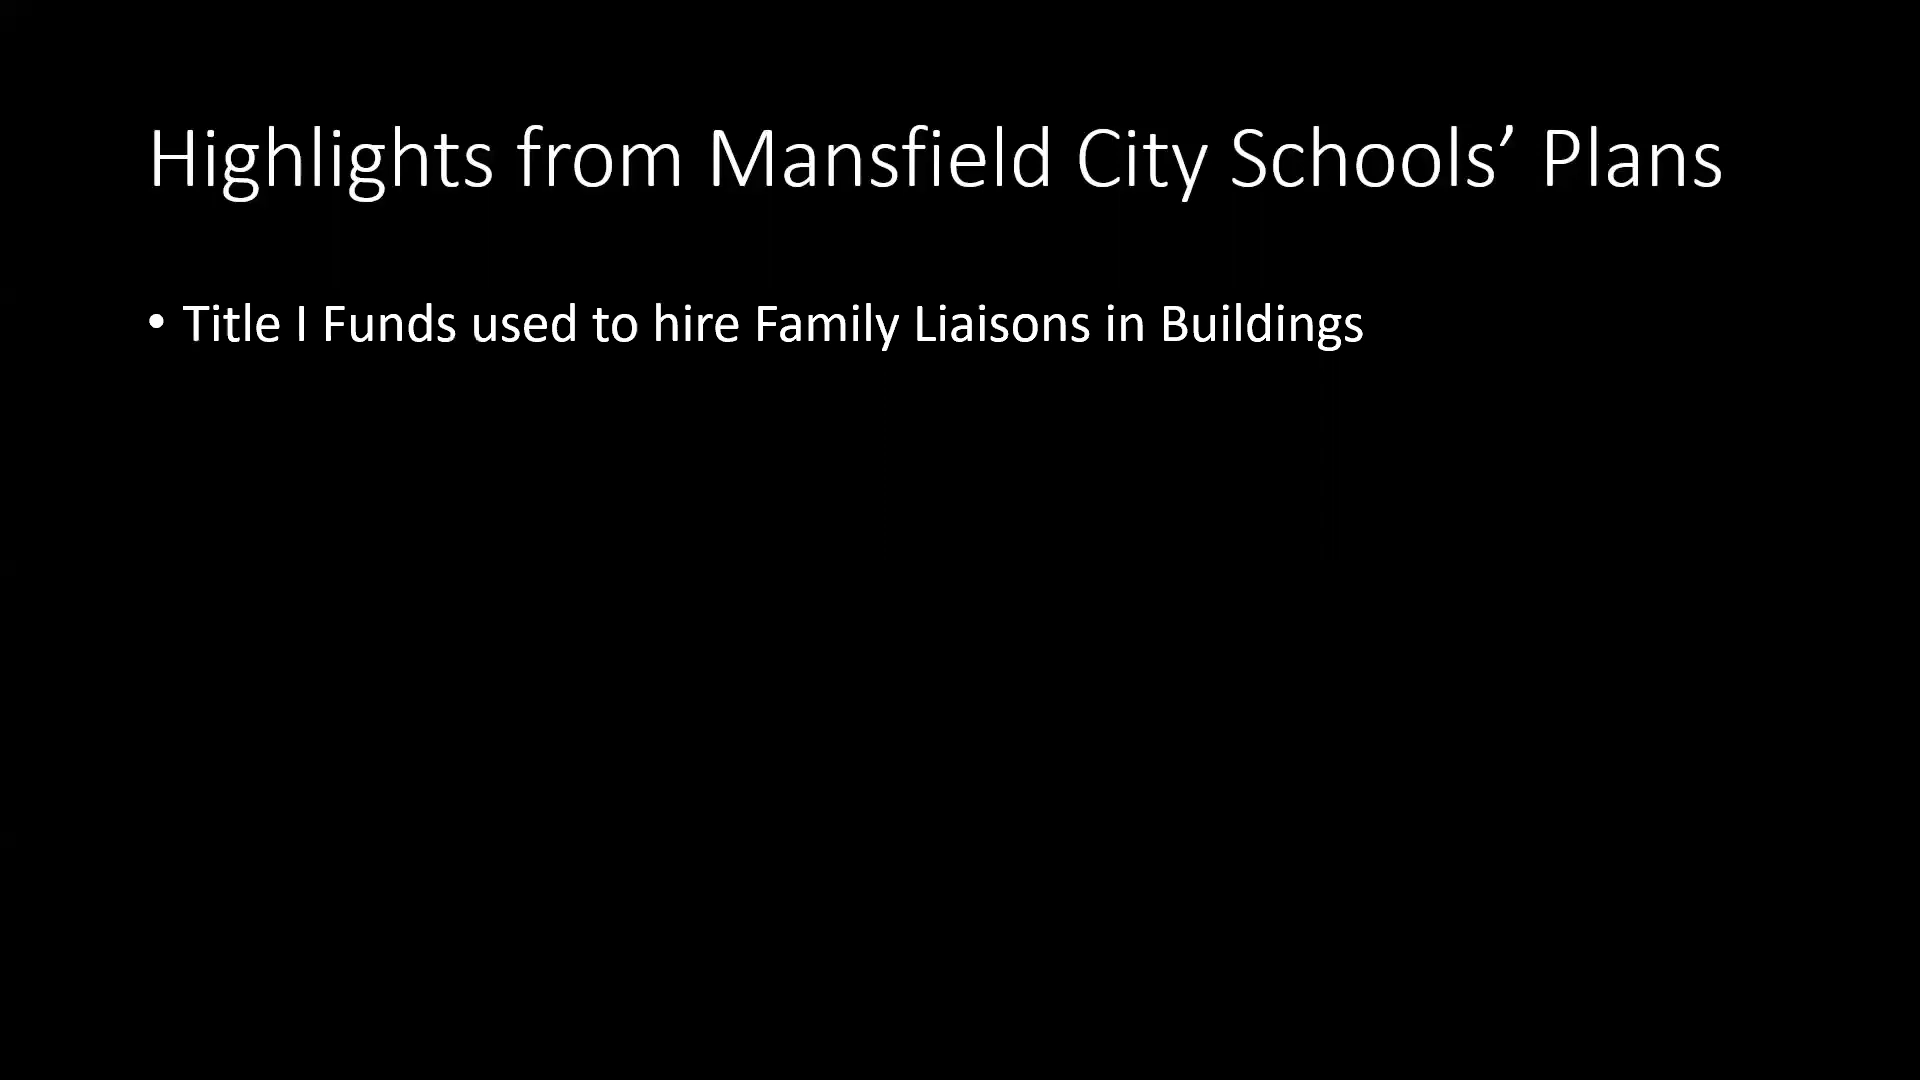 Highlights from Mansfield City Schools’ Plans
• Title I Funds used to hire Family Liaisons in Buildings